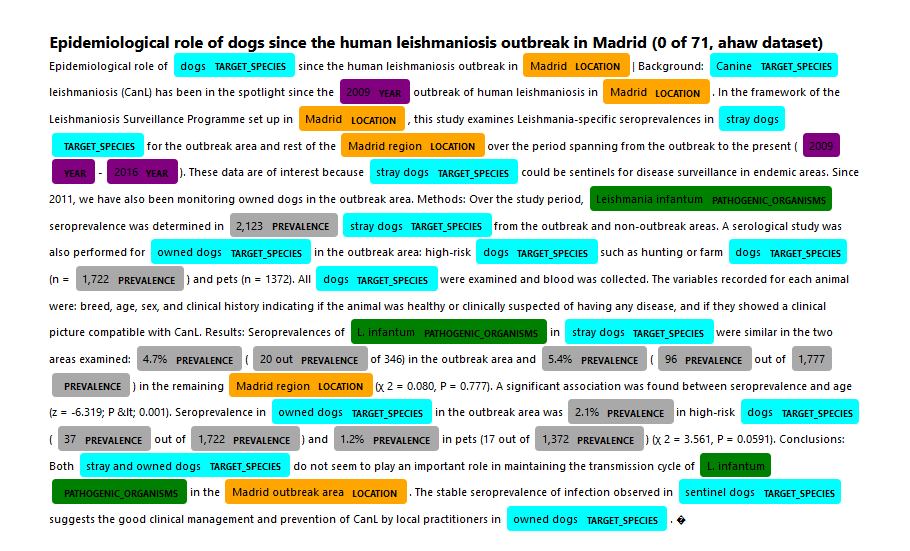 Epidemiological role of dogs since the human leishmaniosis outbreak in Madrid (0 of 71, ahaw dataset)
Epidemiological role of dogs TARGET_SPECIES since the human leishmaniosis outbreak in Madrid LOCATION | Background: Canine TARGET_SPECIES
leishmaniosis (CanL) has been in the spotlight since the 2009 YEAR outbreak of human leishmaniosis in Madrid LOCATION . In the framework of the
Leishmaniosis Surveillance Programme set up in Madrid LOCATION , this study examines Leishmania-specific seroprevalences in stray dogs
TARGET_SPECIES for the outbreak area and rest of the Madrid region LOCATION over the period spanning from the outbreak to the present ( 2009
YEAR - 2016 YEAR ). These data are of interest because stray dogs TARGET_SPECIES could be sentinels for disease surveillance in endemic areas. Since
2011, we have also been monitoring owned dogs in the outbreak area. Methods: Over the study period, Leishmania infantum PATHOGENIC_ORGANISMS
seroprevalence was determined in 2,123 PREVALENCE stray dogs TARGET_SPECIES from the outbreak and non-outbreak areas. A serological study was
also performed for owned dogs TARGET_SPECIES in the outbreak area: high-risk dogs TARGET_SPECIES such as hunting or farm dogs TARGET_SPECIES
(n = 1,722 PREVALENCE ) and pets (n = 1372). All dogs TARGET_SPECIES were examined and blood was collected. The variables recorded for each animal
were: breed, age, sex, and clinical history indicating if the animal was healthy or clinically suspected of having any disease, and if they showed a clinical
picture compatible with CanL. Results: Seroprevalences of L. infantum PATHOGENIC_ORGANISMS in stray dogs TARGET_SPECIES were similar in the two
areas examined: 4.7% PREVALENCE ( 20 out PREVALENCE of 346) in the outbreak area and 5.4% PREVALENCE ( 96 PREVALENCE out of 1,777
PREVALENCE ) in the remaining Madrid region LOCATION (χ 2 = 0.080, P = 0.777). A significant association was found between seroprevalence and age
(z = -6.319; P &lt; 0.001). Seroprevalence in owned dogs TARGET_SPECIES in the outbreak area was 2.1% PREVALENCE in high-risk dogs TARGET_SPECIES
( 37 PREVALENCE out of 1,722 PREVALENCE ) and 1.2% PREVALENCE in pets (17 out of 1,372 PREVALENCE ) (χ 2 = 3.561, P = 0.0591). Conclusions:
Both stray and owned dogs TARGET_SPECIES do not seem to play an important role in maintaining the transmission cycle of L. infantum
PATHOGENIC_ORGANISMS in the Madrid outbreak area LOCATION . The stable seroprevalence of infection observed in sentinel dogs TARGET_SPECIES
suggests the good clinical management and prevention of CanL by local practitioners in owned dogs TARGET_SPECIES . �